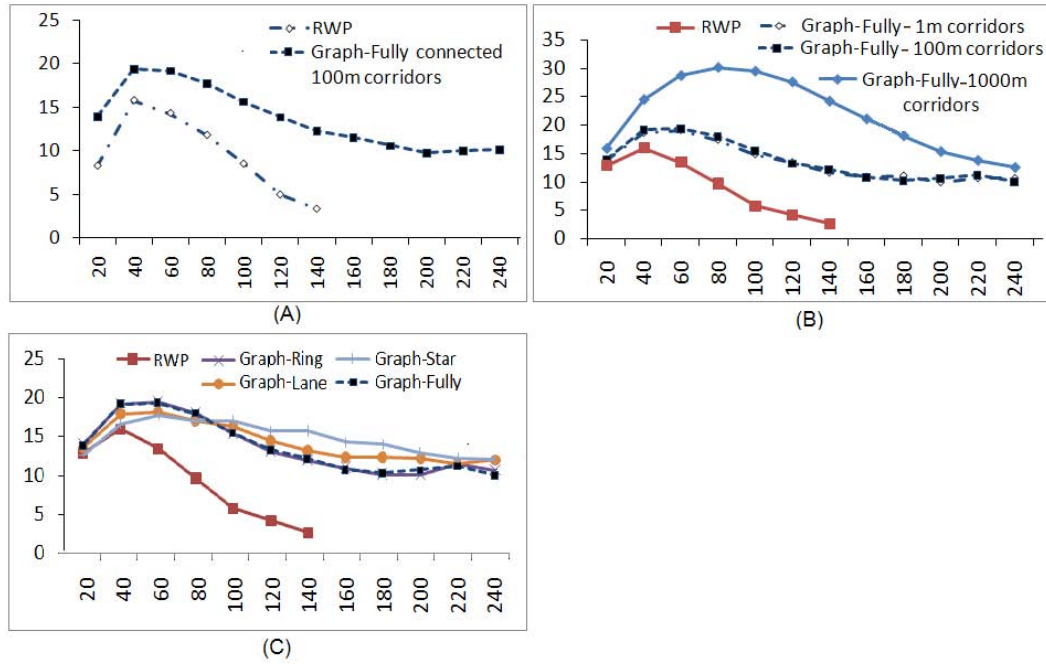 25
20
15
10
5
0
RWP
Graph-Fully connected
100m corridors
20 40 60 80 100 120 140 160 180 200 220 240
(A)
RWP
Graph-Fully-1m corridors
Graph-Fully-100m corridors
Graph-Fully-1000m
corridors
35
30
25
20
15
10
5
0
20 40 60 80 100 120 140 160 180 200 220 240
(B)
25
20
15
10
5
0
RWP
Graph-Ring
Graph-Star
Graph-Lane
Graph-Fully
20 40 60 80 100 120 140 160 180 200 220 240
(C)